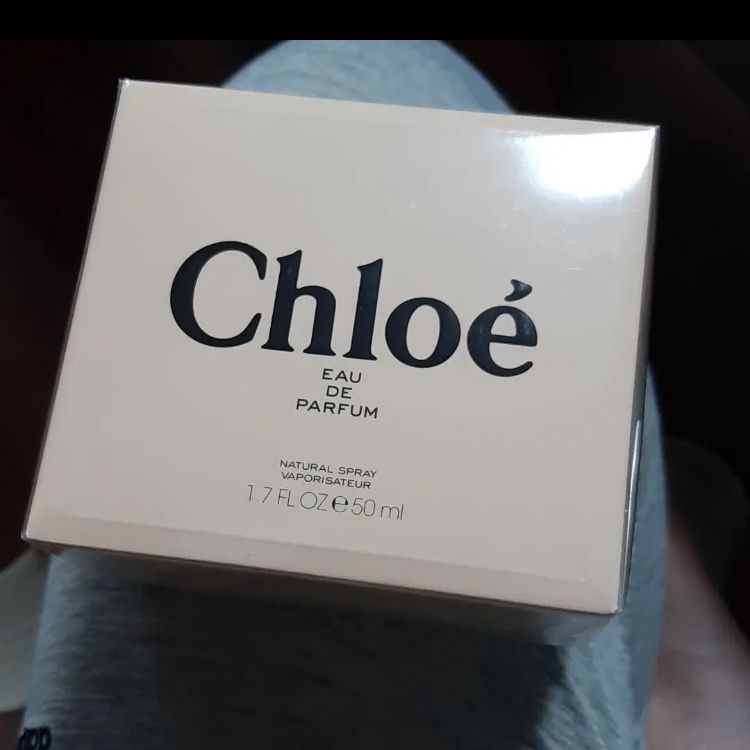 Chloé
EAU
DE
PARFUM
NATURAL SPRAY
VAPORISATEUR
1.7 FL OZ e 50 ml